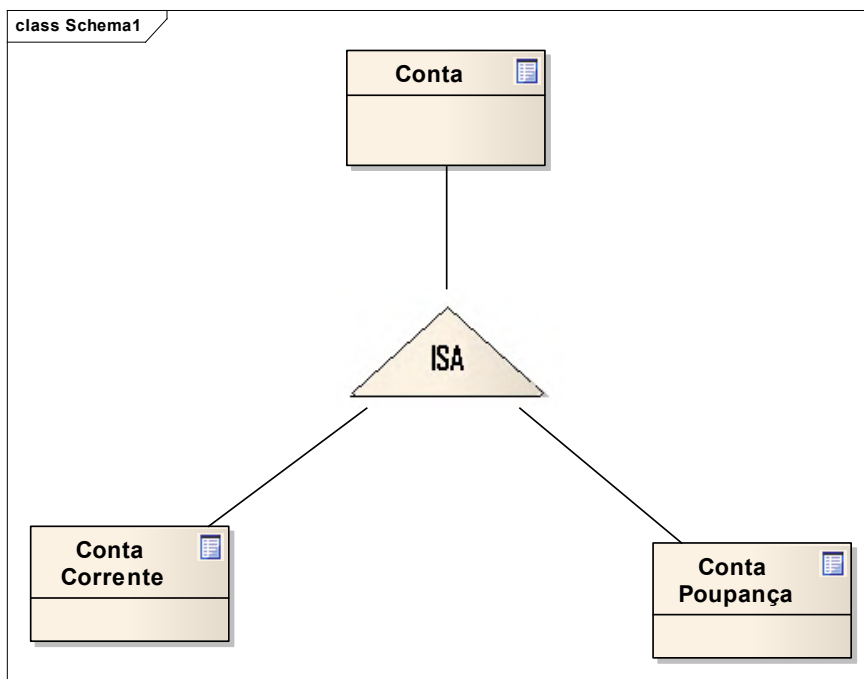 class Schema1
Conta
ISA
Conta
Corrente
Conta
Poupança